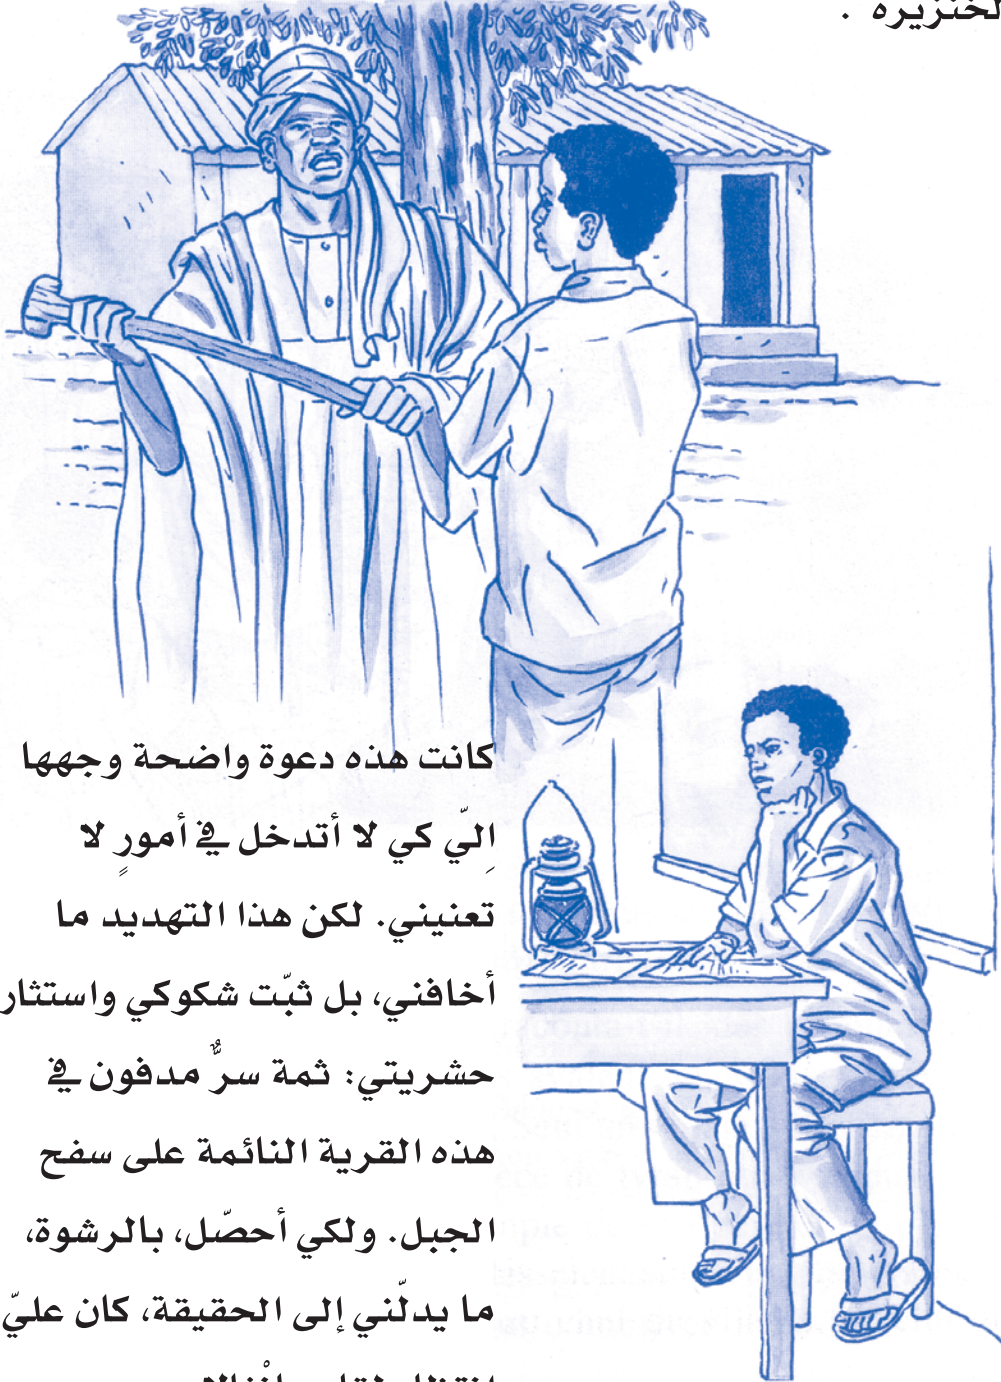 لخنزيره .
كانت هذه دعوة واضحة وجهها
إليّ كي لا أتدخل في أمورٍ لا
تعنيني. لكن هذا التهديد ما
أخافني، بل ثبّت شكوكي واستثار
حشريتي: ثمة سرٌّ مدفون في
هذه القرية النائمة على سفح
الجبل. ولكي أحصّل، بالرشوة،
ما يدلّني إلى الحقيقة، كان عليّ